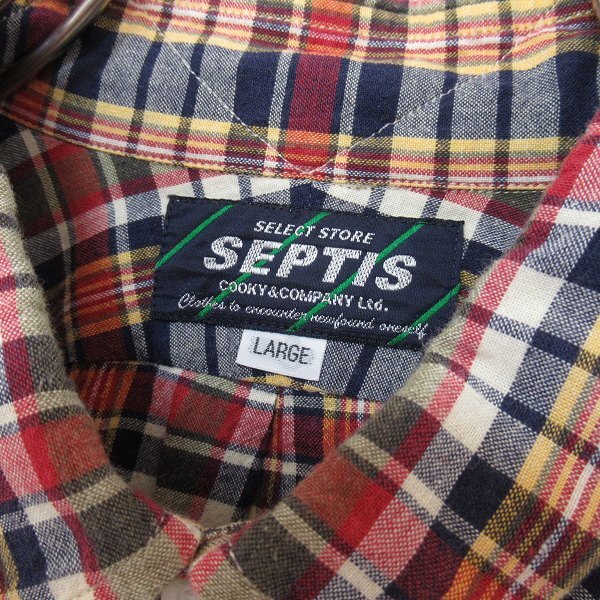 SELECT STORE
SEPTIS
COOKY&COMPANY Ltd.
Clothes to encounter newfound oneself
LARGE